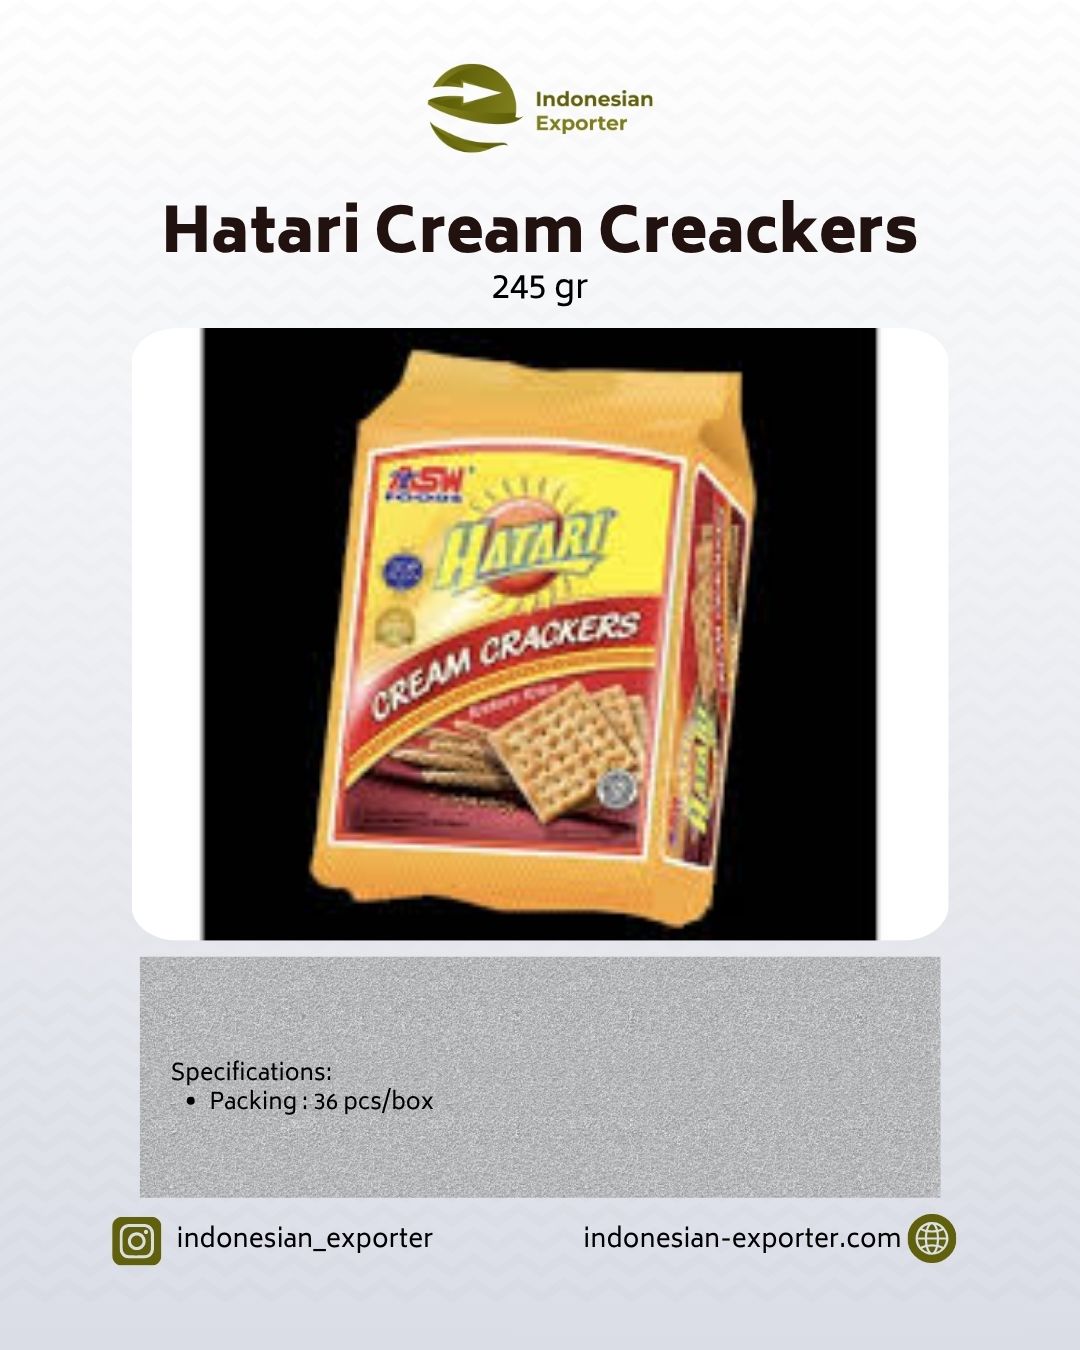 Indonesian
Exporter
Hatari Cream Creackers
245 gr
ASW
FOODS
HATARI
CREAM CRACKERS
Specifications:
• Packing : 36 pcs/box
indonesian_exporter
indonesian-exporter.com